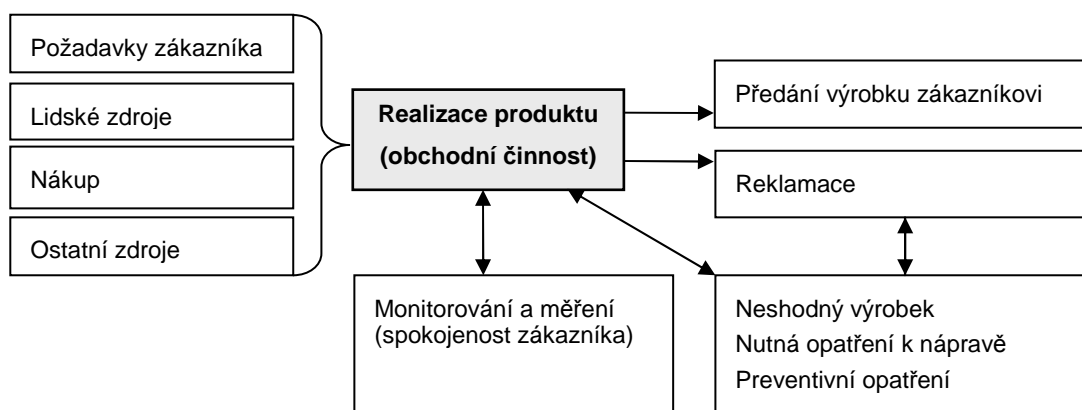 Požadavky zákazníka
Lidské zdroje
Nákup
Ostatní zdroje
Realizace produktu
(obchodní činnost)
Předání výrobku zákazníkovi
Reklamace
Monitorování a měření
(spokojenost zákazníka)
Neshodný výrobek
Nutná opatření k nápravě
Preventivní opatření